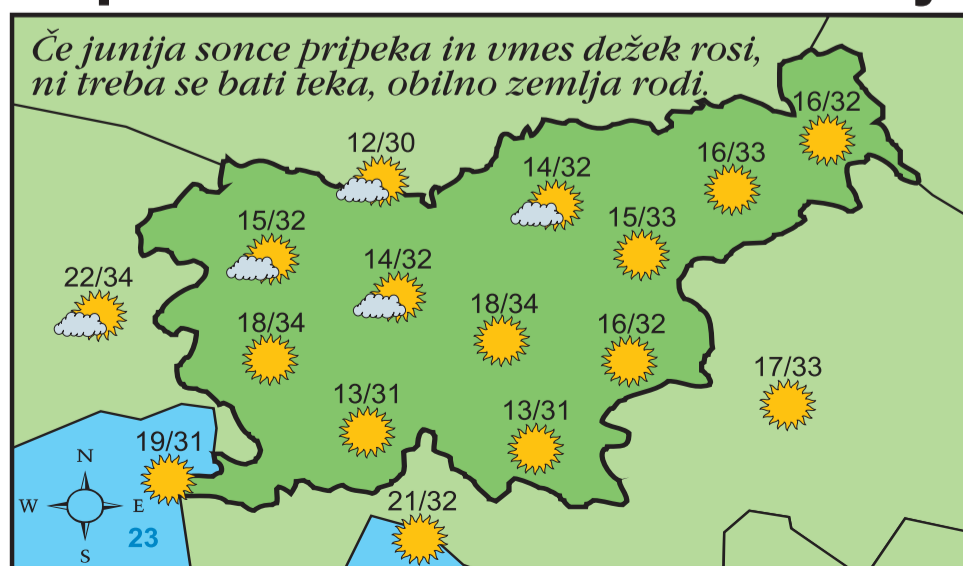 Če junija sonce pripeka in vmes dežek rosi,
ni treba se bati teka, obilno zemlja rodi.
16/32
12/30
16/33
14/32
15/32
15/33
14/32
22/34
18/34
18/34
16/32
17/33
13/31
13/31
19/31
N
W
E
21/32
23
S